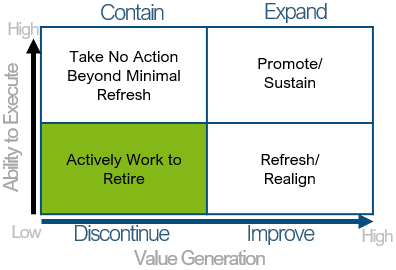 Contain
Expand
High
Take No Action
Beyond Minimal
Refresh
Promote/
Sustain
Ability to Execute
Actively Work to
Retire
Refresh/
Realign
Low
Discontinue
Improve
High
Value Generation